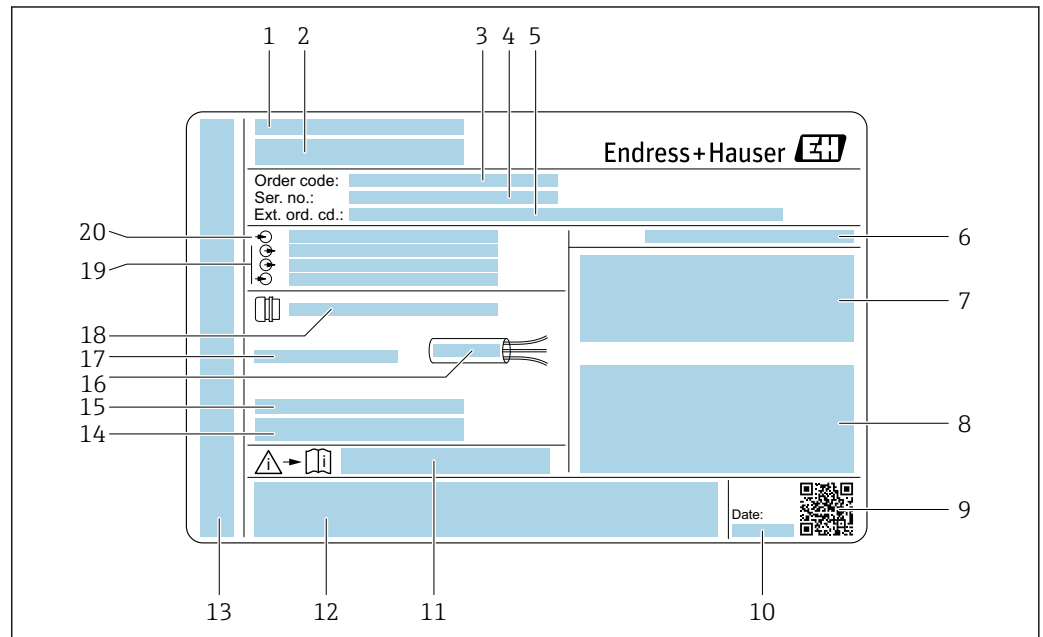 1 2 3 4 5
Endress+Hauser EH
Order code:
Ser. no.:
Ext. ord. cd.:
20
6
19
7
18
17
16
15
14
8
i i
Date:
9
13 12 11 10